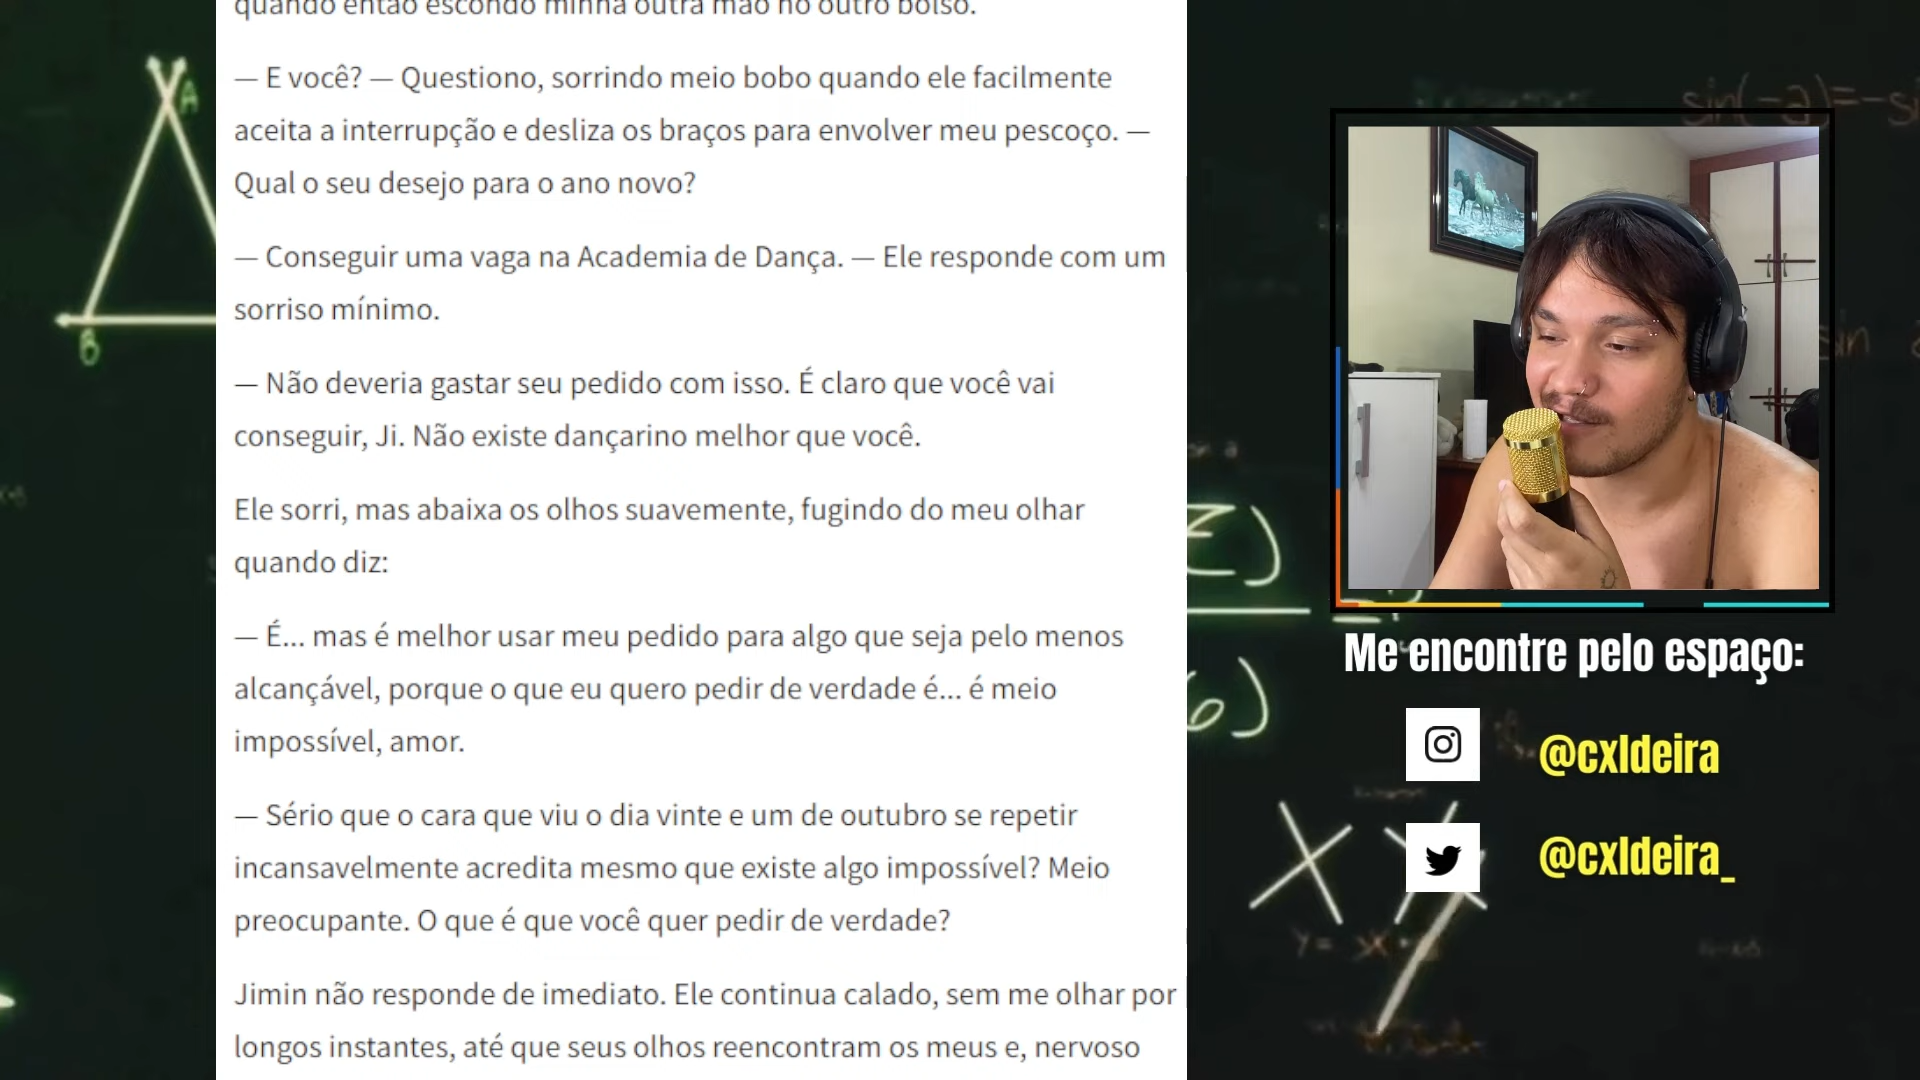 quando então escondo minha outra mão no outro bolso.
— E você? — Questiono, sorrindo meio bobo quando ele facilmente
aceita a interrupção e desliza os braços para envolver meu pescoço. —
Qual o seu desejo para o ano novo?
— Conseguir uma vaga na Academia de Dança. — Ele responde com um
sorriso mínimo.
— Não deveria gastar seu pedido com isso. É claro que você vai
conseguir, Ji. Não existe dançarino melhor que você.
Ele sorri, mas abaixa os olhos suavemente, fugindo do meu olhar
quando diz:
— É... mas é melhor usar meu pedido para algo que seja pelo menos
alcançável, porque o que eu quero pedir de verdade é... é meio
impossível, amor.
— Sério que o cara que viu o dia vinte e um de outubro se repetir
incansavelmente acredita mesmo que existe algo impossível? Meio
preocupante. O que é que você quer pedir de verdade?
Jimin não responde de imediato. Ele continua calado, sem me olhar por
longos instantes, até que seus olhos reencontram os meus e, nervoso
A
B
sin(-a)=-si
sin
Me encontre pelo espaço:
@cxldeira
@cxldeira_
X
Y